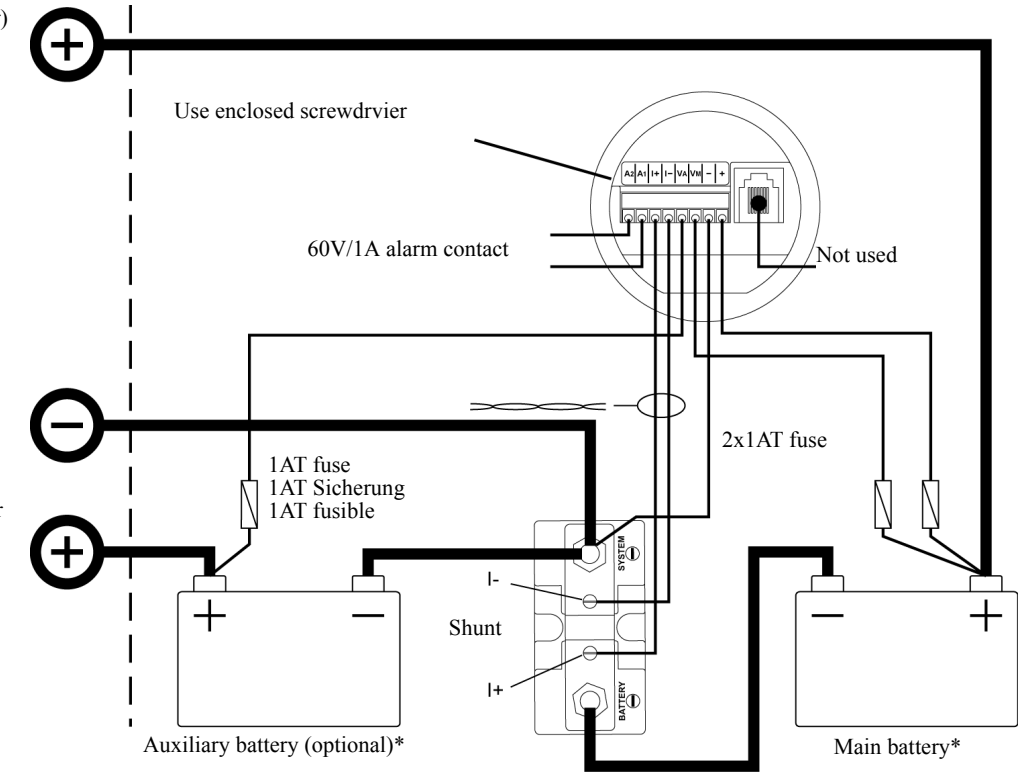 )
+
Use enclosed screwdrvier
A2 A1 I+ I- VA VM - +
60V/1A alarm contact
Not used
-
2x1AT fuse
1AT fuse
1AT Sicherung
1AT fusible
r
+
SYSTEM -
I-
+ -
- +
Shunt
I+
BATTERY -
Auxiliary battery (optional)*
Main battery*